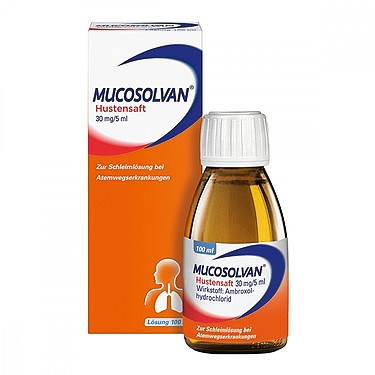 MUCOSOLVAN®
Hustensaft
30 mg/5 ml
Zur Schleimlösung bei
Atemwegserkrankungen
Lösung 100
100 ml
MUCOSOLVAN®
Hustensaft 30 mg/5 ml
Wirkstoff: Ambroxol-
hydrochlorid
Zur Schleimlösung bei
Atemwegserkrankungen